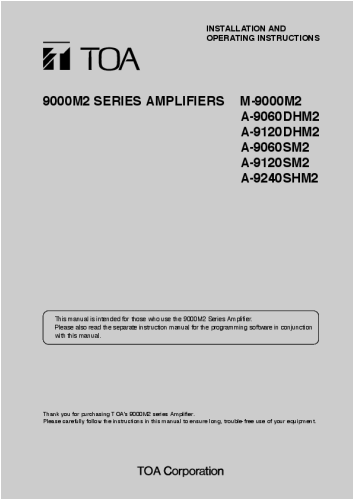 INSTALLATION AND
OPERATING INSTRUCTIONS
TOA
9000M2 SERIES AMPLIFIERS M-9000M2
A-9060DHM2
A-9120DHM2
A-9060SM2
A-9120SM2
A-9240SHM2
This manual is intended for those who use the 9000M2 Series Amplifier.
Please also read the separate instruction manual for the programming software in conjunction
with this manual.
Thank you for purchasing TOA's 9000M2 series Amplifier.
Please carefully follow the instructions in this manual to ensure long, trouble-free use of your equipment.
TOA Corporation